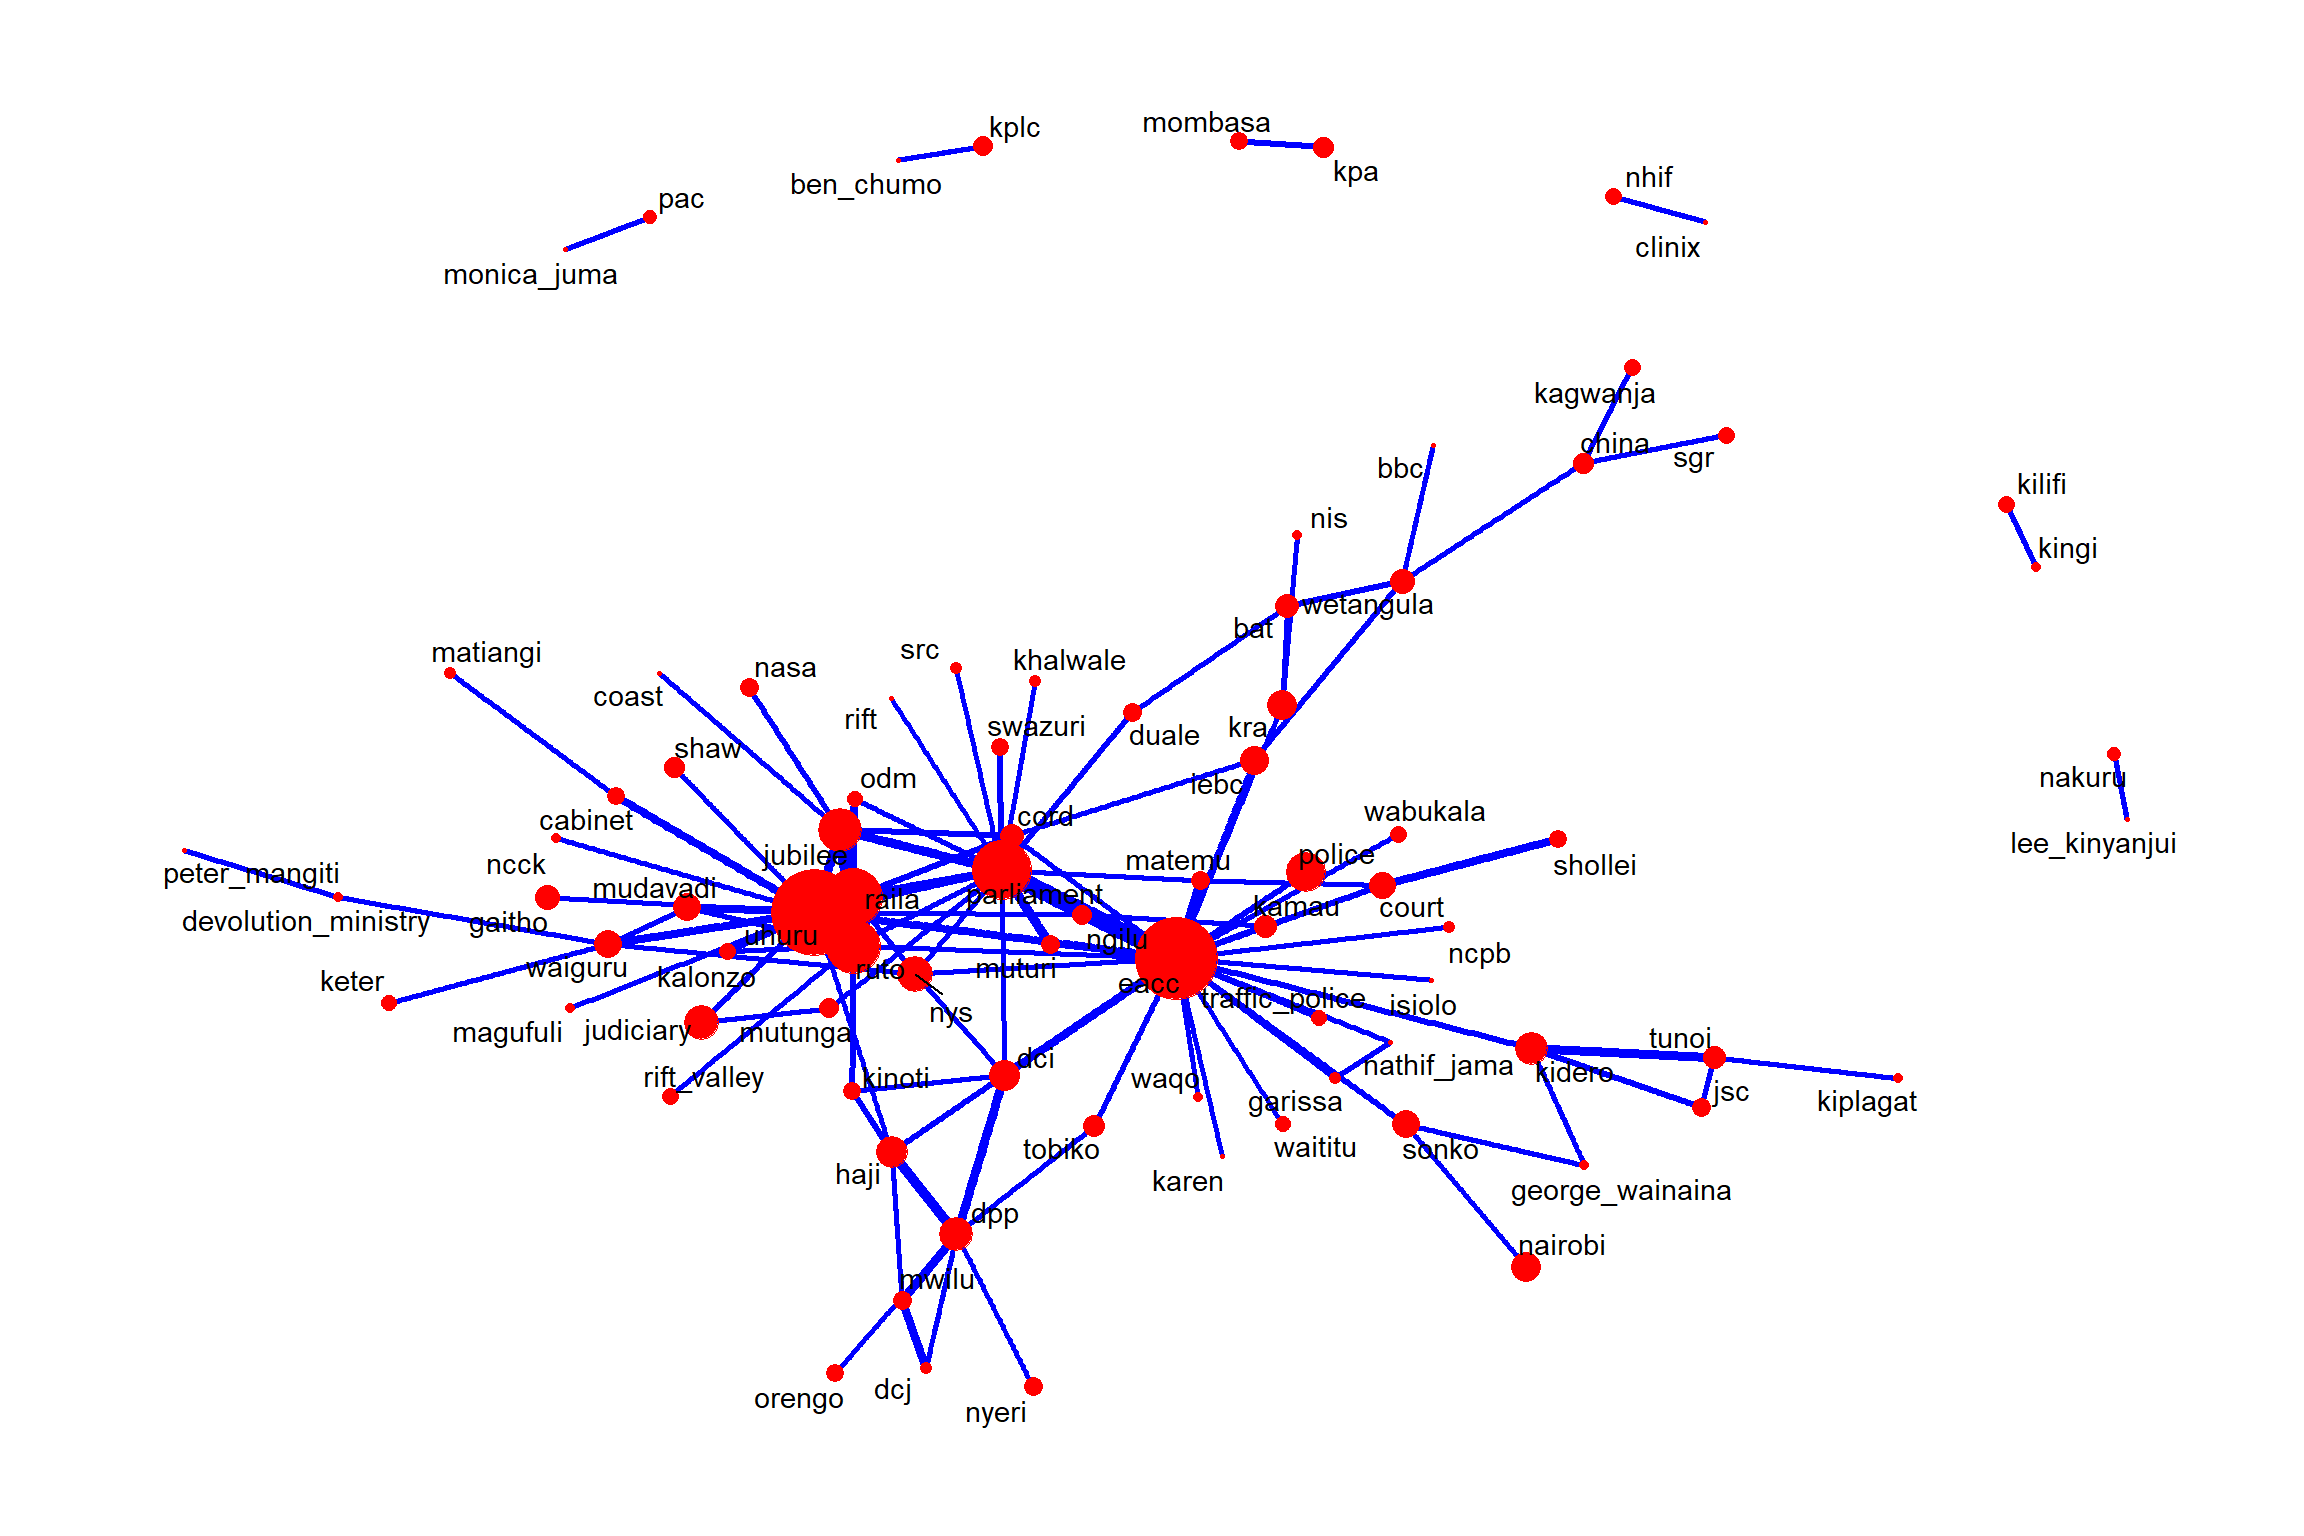 mombasa
kplc
kpa
ben_chumo
nhif
pac
clinix
monica_juma
kagwanja
china
sgr
bbc
kilifi
nis
kingi
wetangula
bat
matiangi
src
khalwale
nasa
coast
rift
swazuri
duale
kra
shaw
odm
iebc
nakuru
cabinet
cord
wabukala
lee_kinyanjui
jubilee
matemu
police
shollei
ncck
peter_mangiti
mudavadi
raila
parliament
kamau
court
devolution_ministry
gaitho
uhuru
ngilu
ncpb
waiguru
kalonzo
ruto
muturi
keter
eacc
traffic_police
isiolo
nys
magufuli
judiciary
mutunga
tunoi
dci
nathif_jama
kidero
rift_valley
kinoti
waqo
jsc
garissa
kiplagat
tobiko
waititu
sonko
haji
karen
george_wainaina
dpp
nairobi
mwilu
orengo
dcj
nyeri